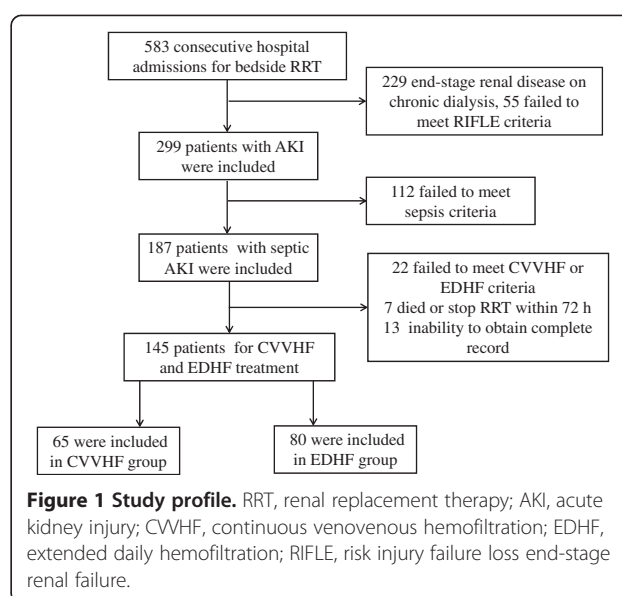 583 consecutive hospital
admissions for bedside RRT
229 end-stage renal disease on
chronic dialysis, 55 failed to
meet RIFLE criteria
299 patients with AKI
were included
112 failed to meet
sepsis criteria
187 patients with septic
AKI were included
22 failed to meet CVVHF or
EDHF criteria
7 died or stop RRT within 72 h
13 inability to obtain complete
record
145 patients for CVVHF
and EDHF treatment
65 were included
in CVVHF group
80 were included
in EDHF group
Figure 1 Study profile. RRT, renal replacement therapy; AKI, acute
kidney injury; CVVHF, continuous venovenous hemofiltration; EDHF,
extended daily hemofiltration; RIFLE, risk injury failure loss end-stage
renal failure.